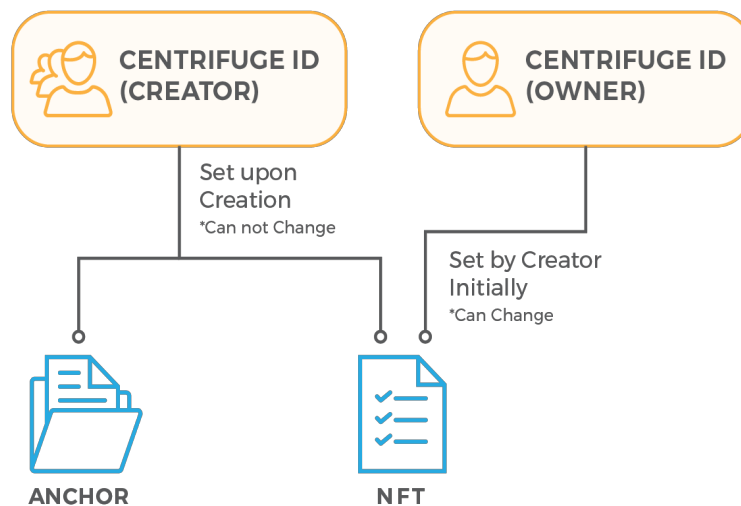 CENTRIFUGE ID
(CREATOR)
CENTRIFUGE ID
(OWNER)
Set upon
Creation
*Can not Change
Set by Creator
Initially
*Can Change
ANCHOR
NFT